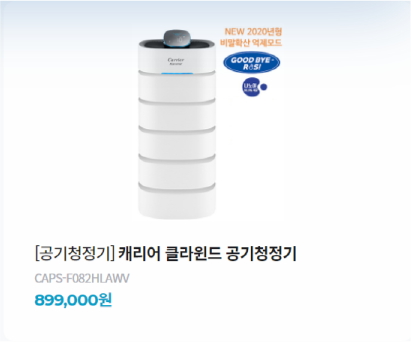 NEW 2020년형
비말확산 억제모드
GOOD BYE -
Carrier
[공기청정기] 캐리어 클라윈드 공기청정기
CAPS-F082HLAWV
899,000원